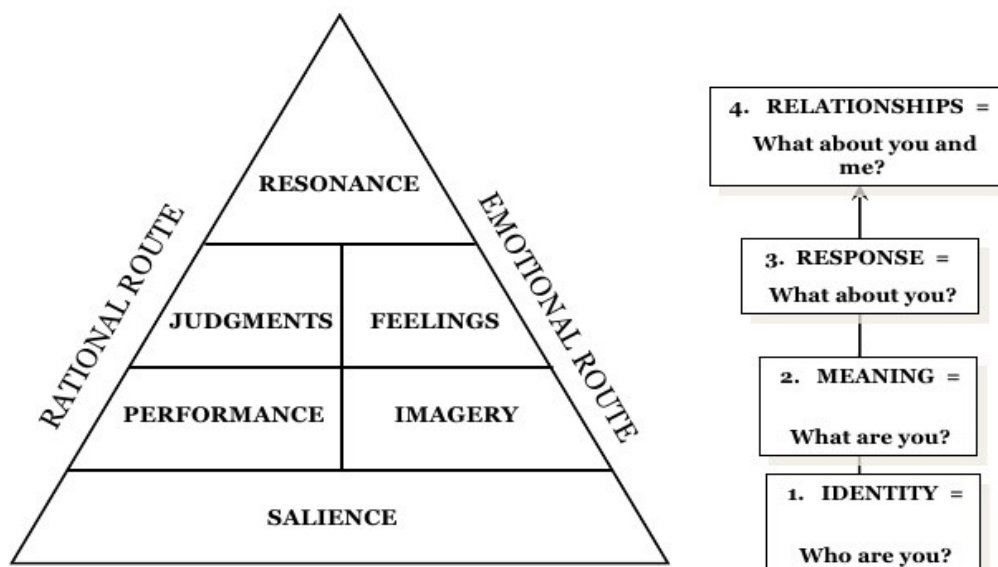 RESONANCE
RATIONAL ROUTE
EMOTIONAL ROUTE
JUDGMENTS
FEELINGS
PERFORMANCE
IMAGERY
SALIENCE
4. RELATIONSHIPS =
What about you and
me?
3. RESPONSE =
What about you?
2. MEANING =
What are you?
1. IDENTITY =
Who are you?